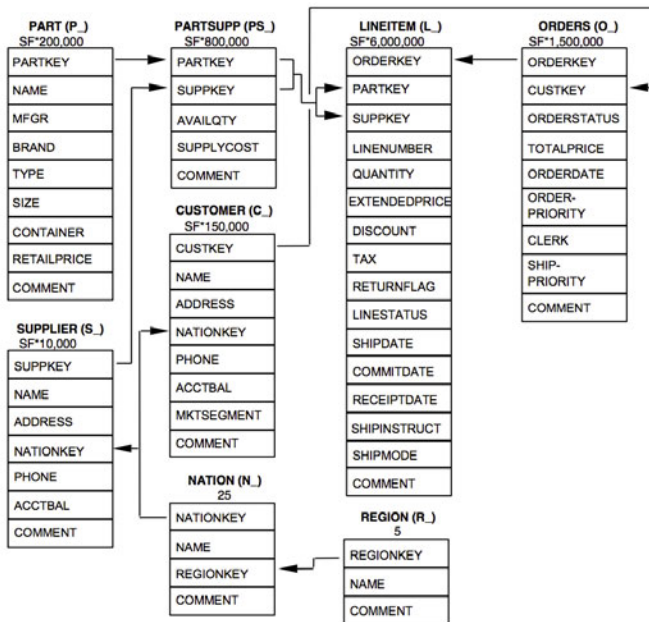 PART (P_)
SF*200,000
PARTKEY
NAME
MFGR
BRAND
TYPE
SIZE
CONTAINER
RETAILPRICE
COMMENT
SUPPLIER (S_)
SF*10,000
SUPPKEY
NAME
ADDRESS
NATIONKEY
PHONE
ACCTBAL
COMMENT
PARTSUPP (PS_)
SF*800,000
PARTKEY
SUPPKEY
AVAILQTY
SUPPLYCOST
COMMENT
CUSTOMER (C_)
SF*150,000
CUSTKEY
NAME
ADDRESS
NATIONKEY
PHONE
ACCTBAL
MKTSEGMENT
COMMENT
NATION (N_)
25
NATIONKEY
NAME
REGIONKEY
COMMENT
LINEITEM (L_)
SF*6,000,000
ORDERKEY
PARTKEY
SUPPKEY
LINENUMBER
QUANTITY
EXTENDEDPRICE
DISCOUNT
TAX
RETURNFLAG
LINESTATUS
SHIPDATE
COMMITDATE
RECEIPTDATE
SHIPINSTRUCT
SHIPMODE
COMMENT
REGION (R_)
5
REGIONKEY
NAME
COMMENT
ORDERS (O_)
SF*1,500,000
ORDERKEY
CUSTKEY
ORDERSTATUS
TOTALPRICE
ORDERDATE
ORDER-
PRIORITY
CLERK
SHIP-
PRIORITY
COMMENT